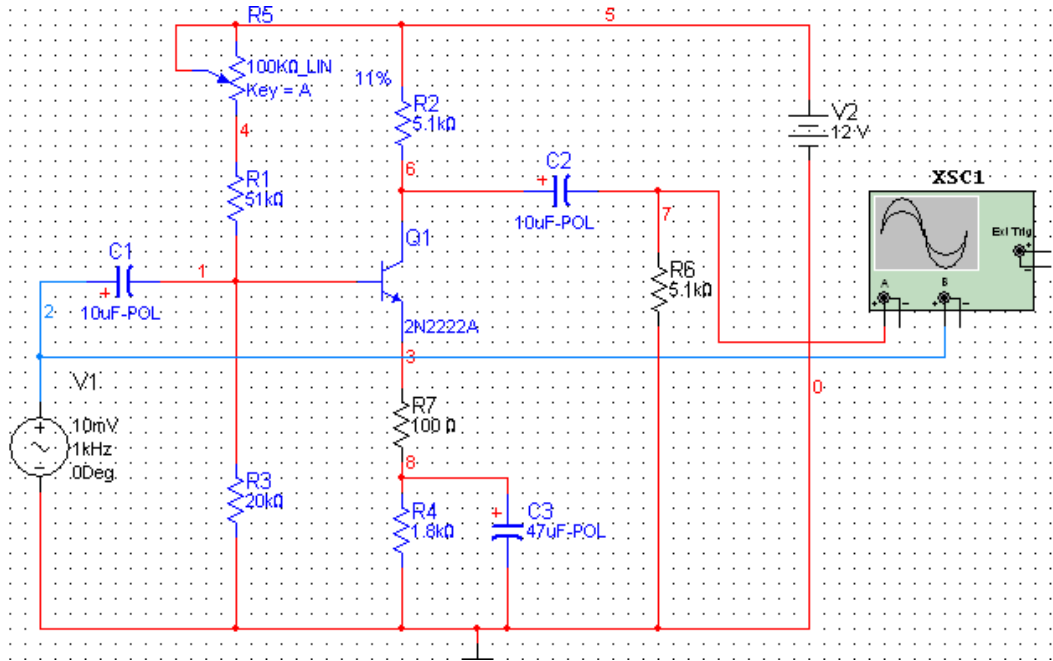 R5
5
100KΩ_LIN
Key = A
11%
R2
5.1kΩ
V2
12 V
4
6
C2
10uF-POL
XSC1
R1
51kΩ
7
Ext Trig
+
-
Q1
C1
1
10uF-POL
2
2N2222A
R6
5.1kΩ
A
B
3
0
V1
10mV
1kHz
0Deg
R7
100 Ω
8
R3
20kΩ
R4
1.8kΩ
C3
47uF-POL